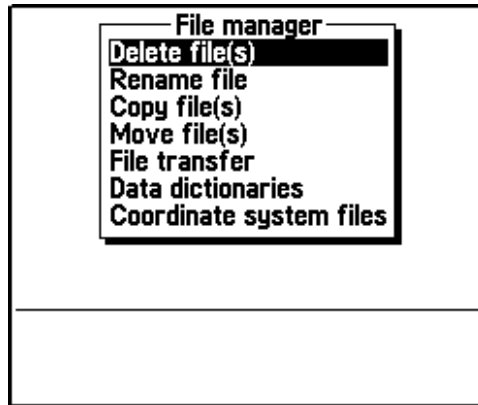 File manager
Delete file(s)
Rename file
Copy file(s)
Move file(s)
File transfer
Data dictionaries
Coordinate system files